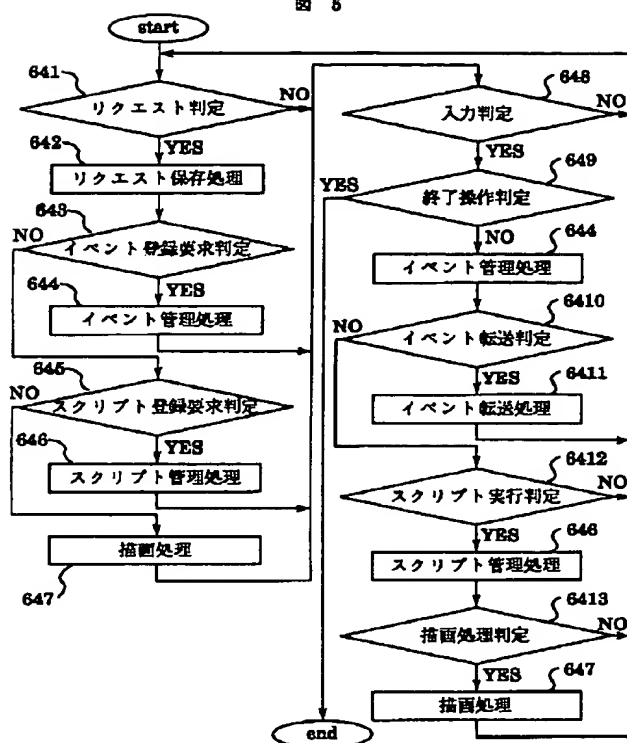 図 5
start
641
リクエスト判定
NO
YES
642
リクエスト保存処理
643
NO
イベント登録要求判定
YES
644
イベント管理処理
645
NO
スクリプト登録要求判定
YES
646
スクリプト管理処理
描画処理
647
648
入力判定
NO
YES
649
YES
終了操作判定
NO
644
イベント管理処理
6410
NO
イベント転送判定
YES
6411
イベント転送処理
6412
スクリプト実行判定
NO
YES
646
スクリプト管理処理
6413
描画処理判定
NO
YES
647
描画処理
end